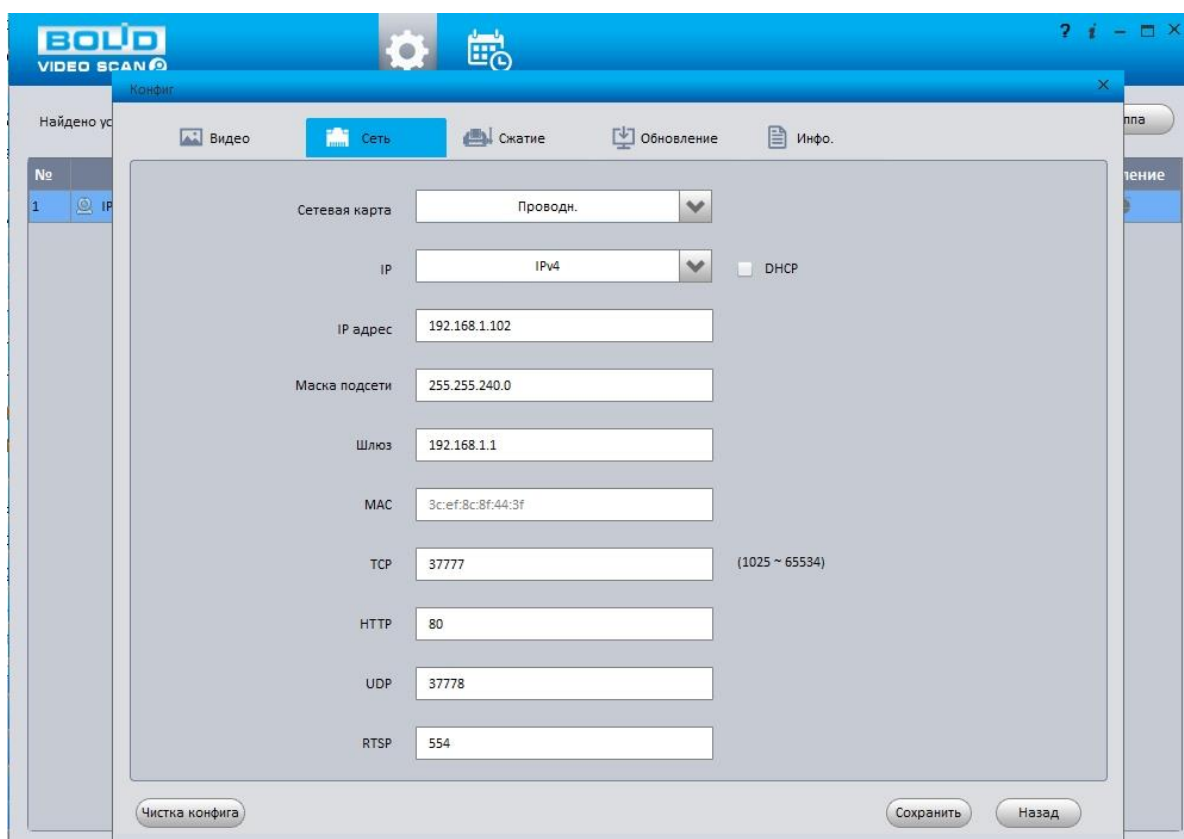 BOLID
VIDEO SCAN
? i
Конфиг
Найдено ус
ппа
Видео Сеть Сжатие Обновление Инфо.
№ ление
1 IP
Сетевая карта Проводн.
IP IPv4 DHCP
IP адрес 192.168.1.102
Маска подсети 255.255.240.0
Шлюз 192.168.1.1
MAC 3c:ef:8c:8f:44:3f
TCP 37777 (1025 ~ 65534)
HTTP 80
UDP 37778
RTSP 554
Чистка конфига Сохранить Назад